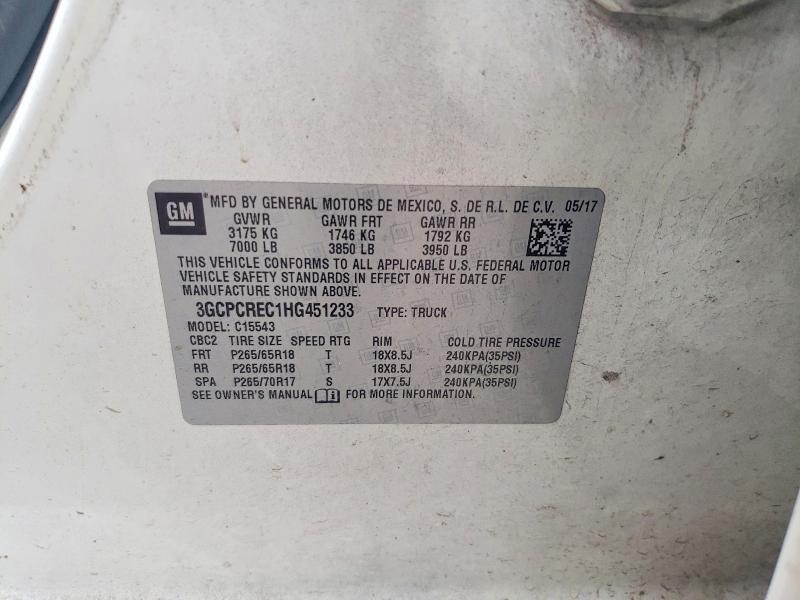 GM MFD BY GENERAL MOTORS DE MEXICO, S. DE R.L. DE C.V. 05/17
GVWR GAWR FRT GAWR RR
3175 KG 1746 KG 1792 KG
7000 LB 3850 LB 3950 LB
THIS VEHICLE CONFORMS TO ALL APPLICABLE U.S. FEDERAL MOTOR
VEHICLE SAFETY STANDARDS IN EFFECT ON THE DATE OF
MANUFACTURE SHOWN ABOVE.
3GCPCREC1HG451233 TYPE: TRUCK
MODEL: C15543
CBC2 TIRE SIZE SPEED RTG RIM COLD TIRE PRESSURE
FRT P265/65R18 T 18X8.5J 240KPA(35PSI)
RR P265/65R18 T 18X8.5J 240KPA(35PSI)
SPA P265/70R17 S 17X7.5J 240KPA(35PSI)
SEE OWNER'S MANUAL FOR MORE INFORMATION.